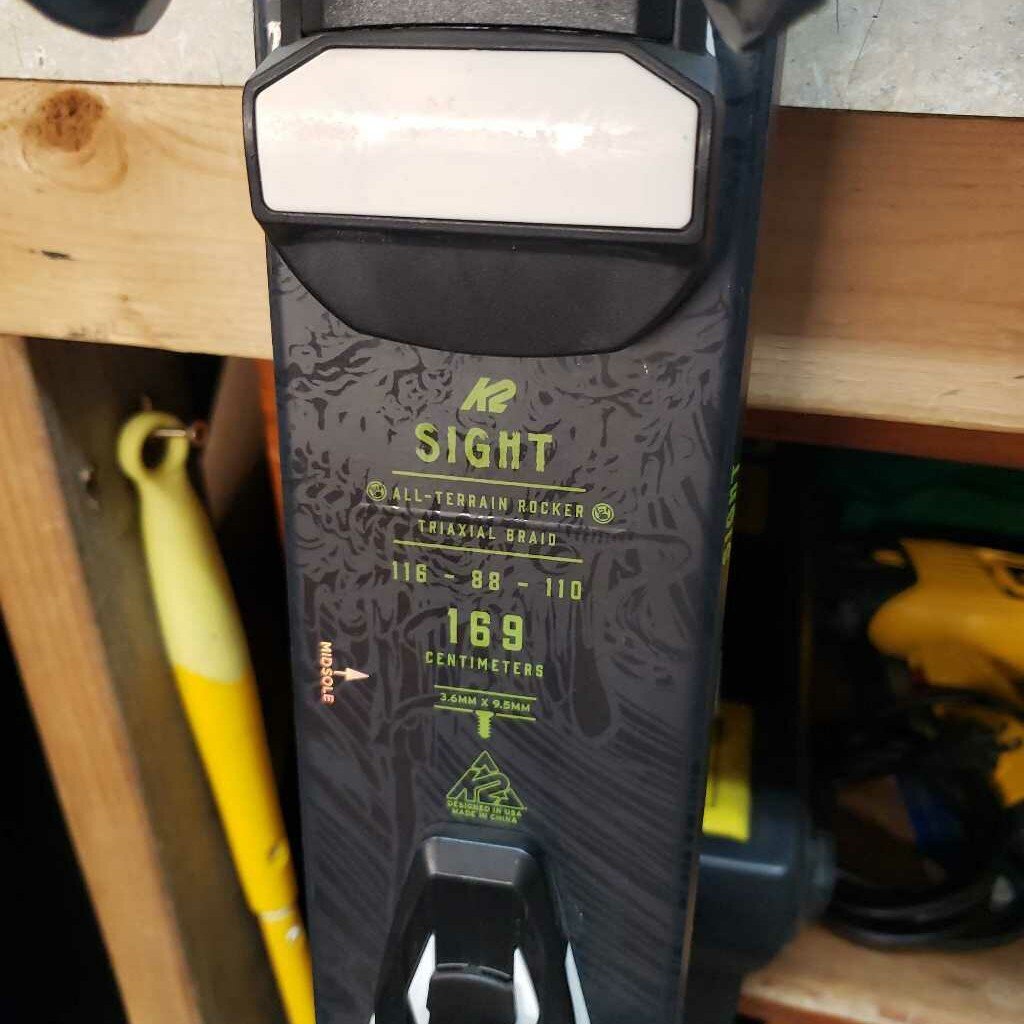 K2
SIGHT
ALL-TERRAIN ROCKER
TRIAXIAL BRAID
116 - 88 - 110
169
CENTIMETERS
MIDSOLE
3.6MM X 9.5MM
K2
DESIGNED IN USA
MADE IN CHINA
SIGHT